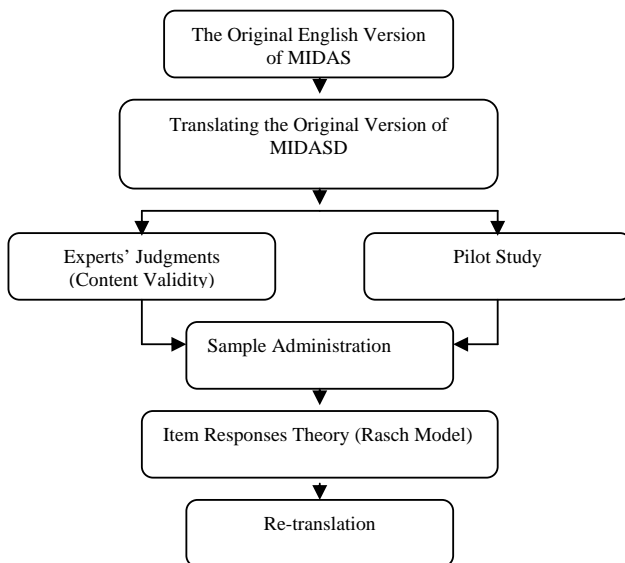 The Original English Version
of MIDAS
Translating the Original Version of
MIDASD
Experts’ Judgments
(Content Validity)
Pilot Study
Sample Administration
Item Responses Theory (Rasch Model)
Re-translation